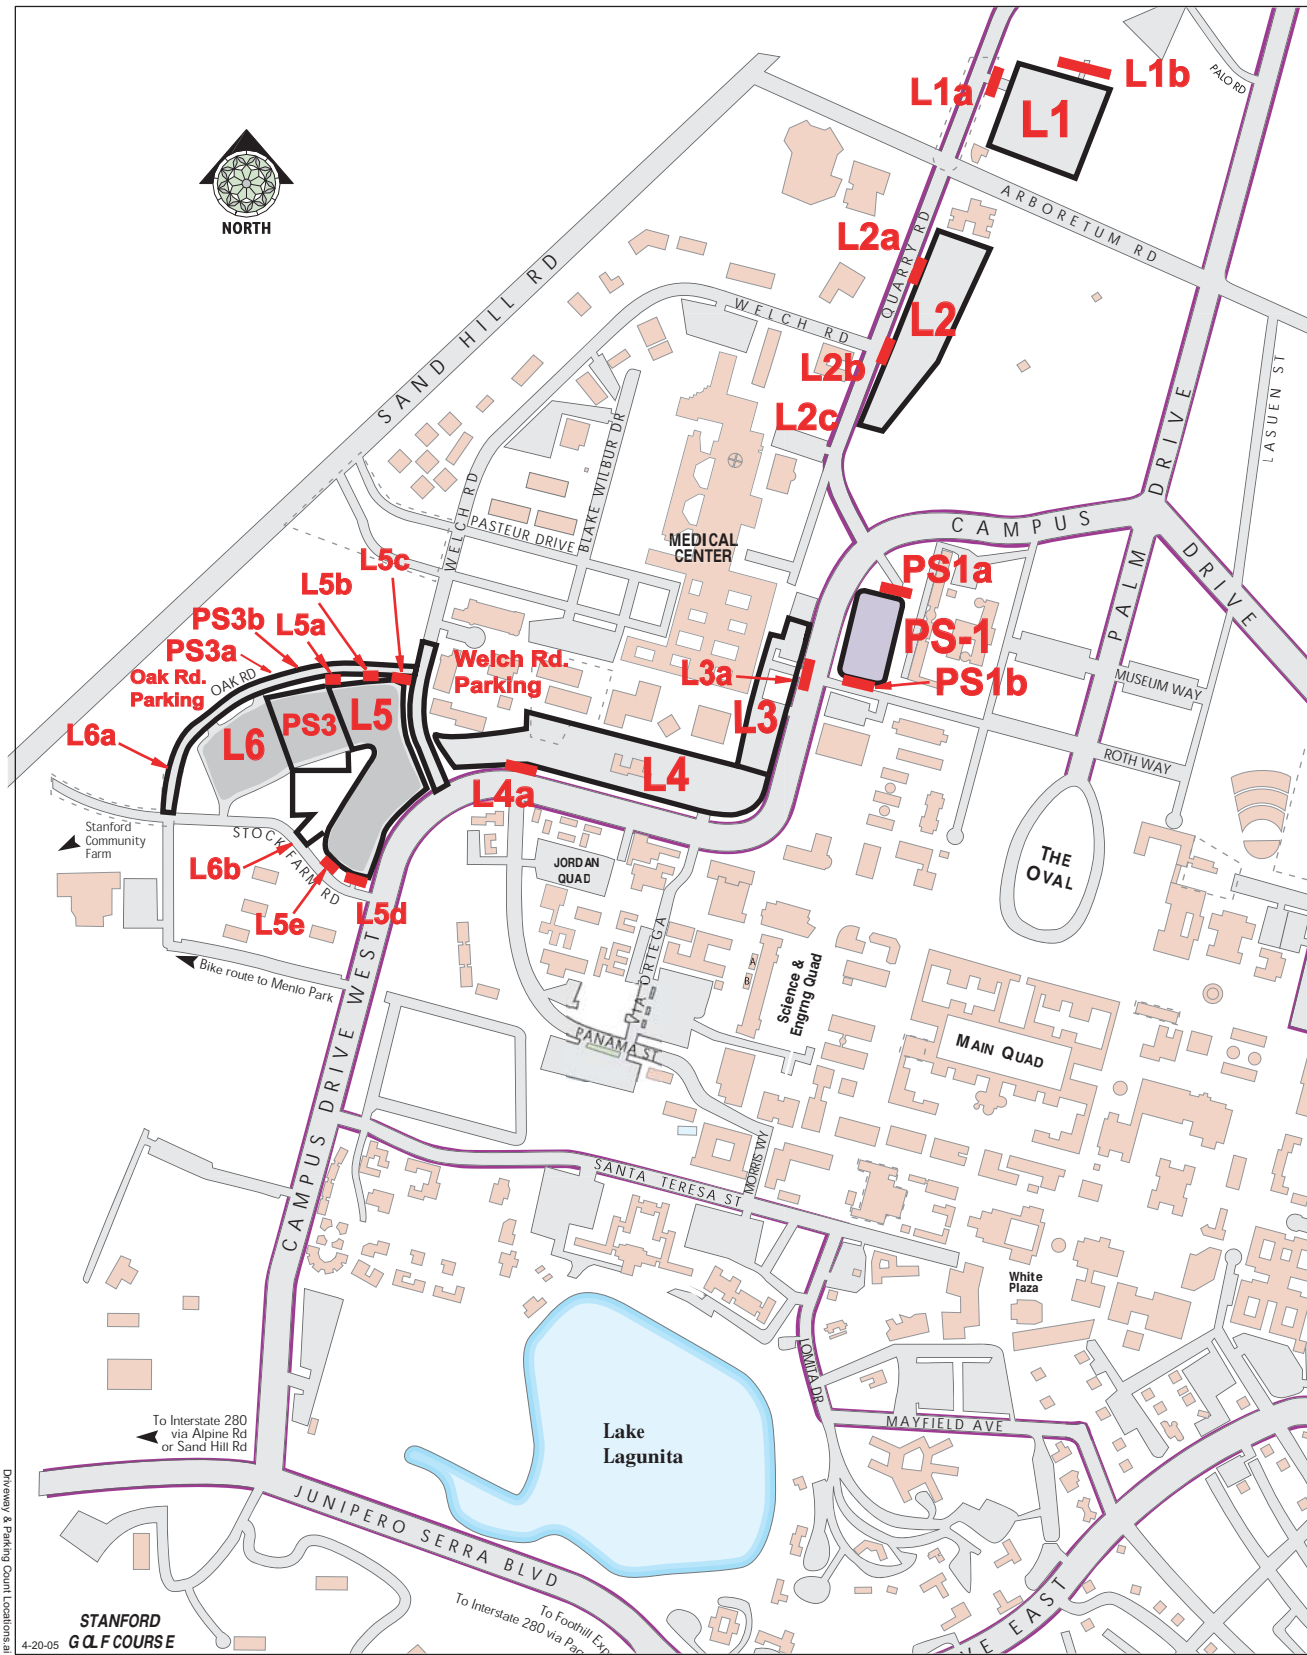 L1b
L1a
L1
PALO RD
ARBORETUM RD
NORTH
L2a
QUARRY RD
SAND HILL RD
WELCH RD
L2
L2b
L2c
LASUEN ST
DRIVE
BLAKE WILBUR DR
WELCH RD
PASTEUR DRIVE
MEDICAL
CENTER
CAMPUS
DRIVE
PALM
L5c
L5b
PS3b
L5a
PS3a
Oak Rd.
Parking
OAK RD
Welch Rd.
Parking
PS1a
PS-1
PS1b
L3a
L3
MUSEUM WAY
ROTH WAY
L6a
L6
PS3
L5
L4
L4a
Stanford
Community
Farm
STOCK FARM RD
L6b
L5e
L5d
JORDAN
QUAD
THE
OVAL
Bike route to Menlo Park
VIA ORTEGA
A
B
Science &
Engrng Quad
PANAMA ST
MAIN QUAD
CAMPUS DRIVE WEST
MORRIS WY
SANTA TERESA ST
White
Plaza
LOMITA DR
MAYFIELD AVE
Lake
Lagunita
To Interstate 280
via Alpine Rd
or Sand Hill Rd
JUNIPERO SERRA BLVD
To Foothill Exp
To Interstate 280 via Pag
VE EAST
STANFORD
GOLF COURSE
4-20-05
Driveway & Parking Count Locations.ai